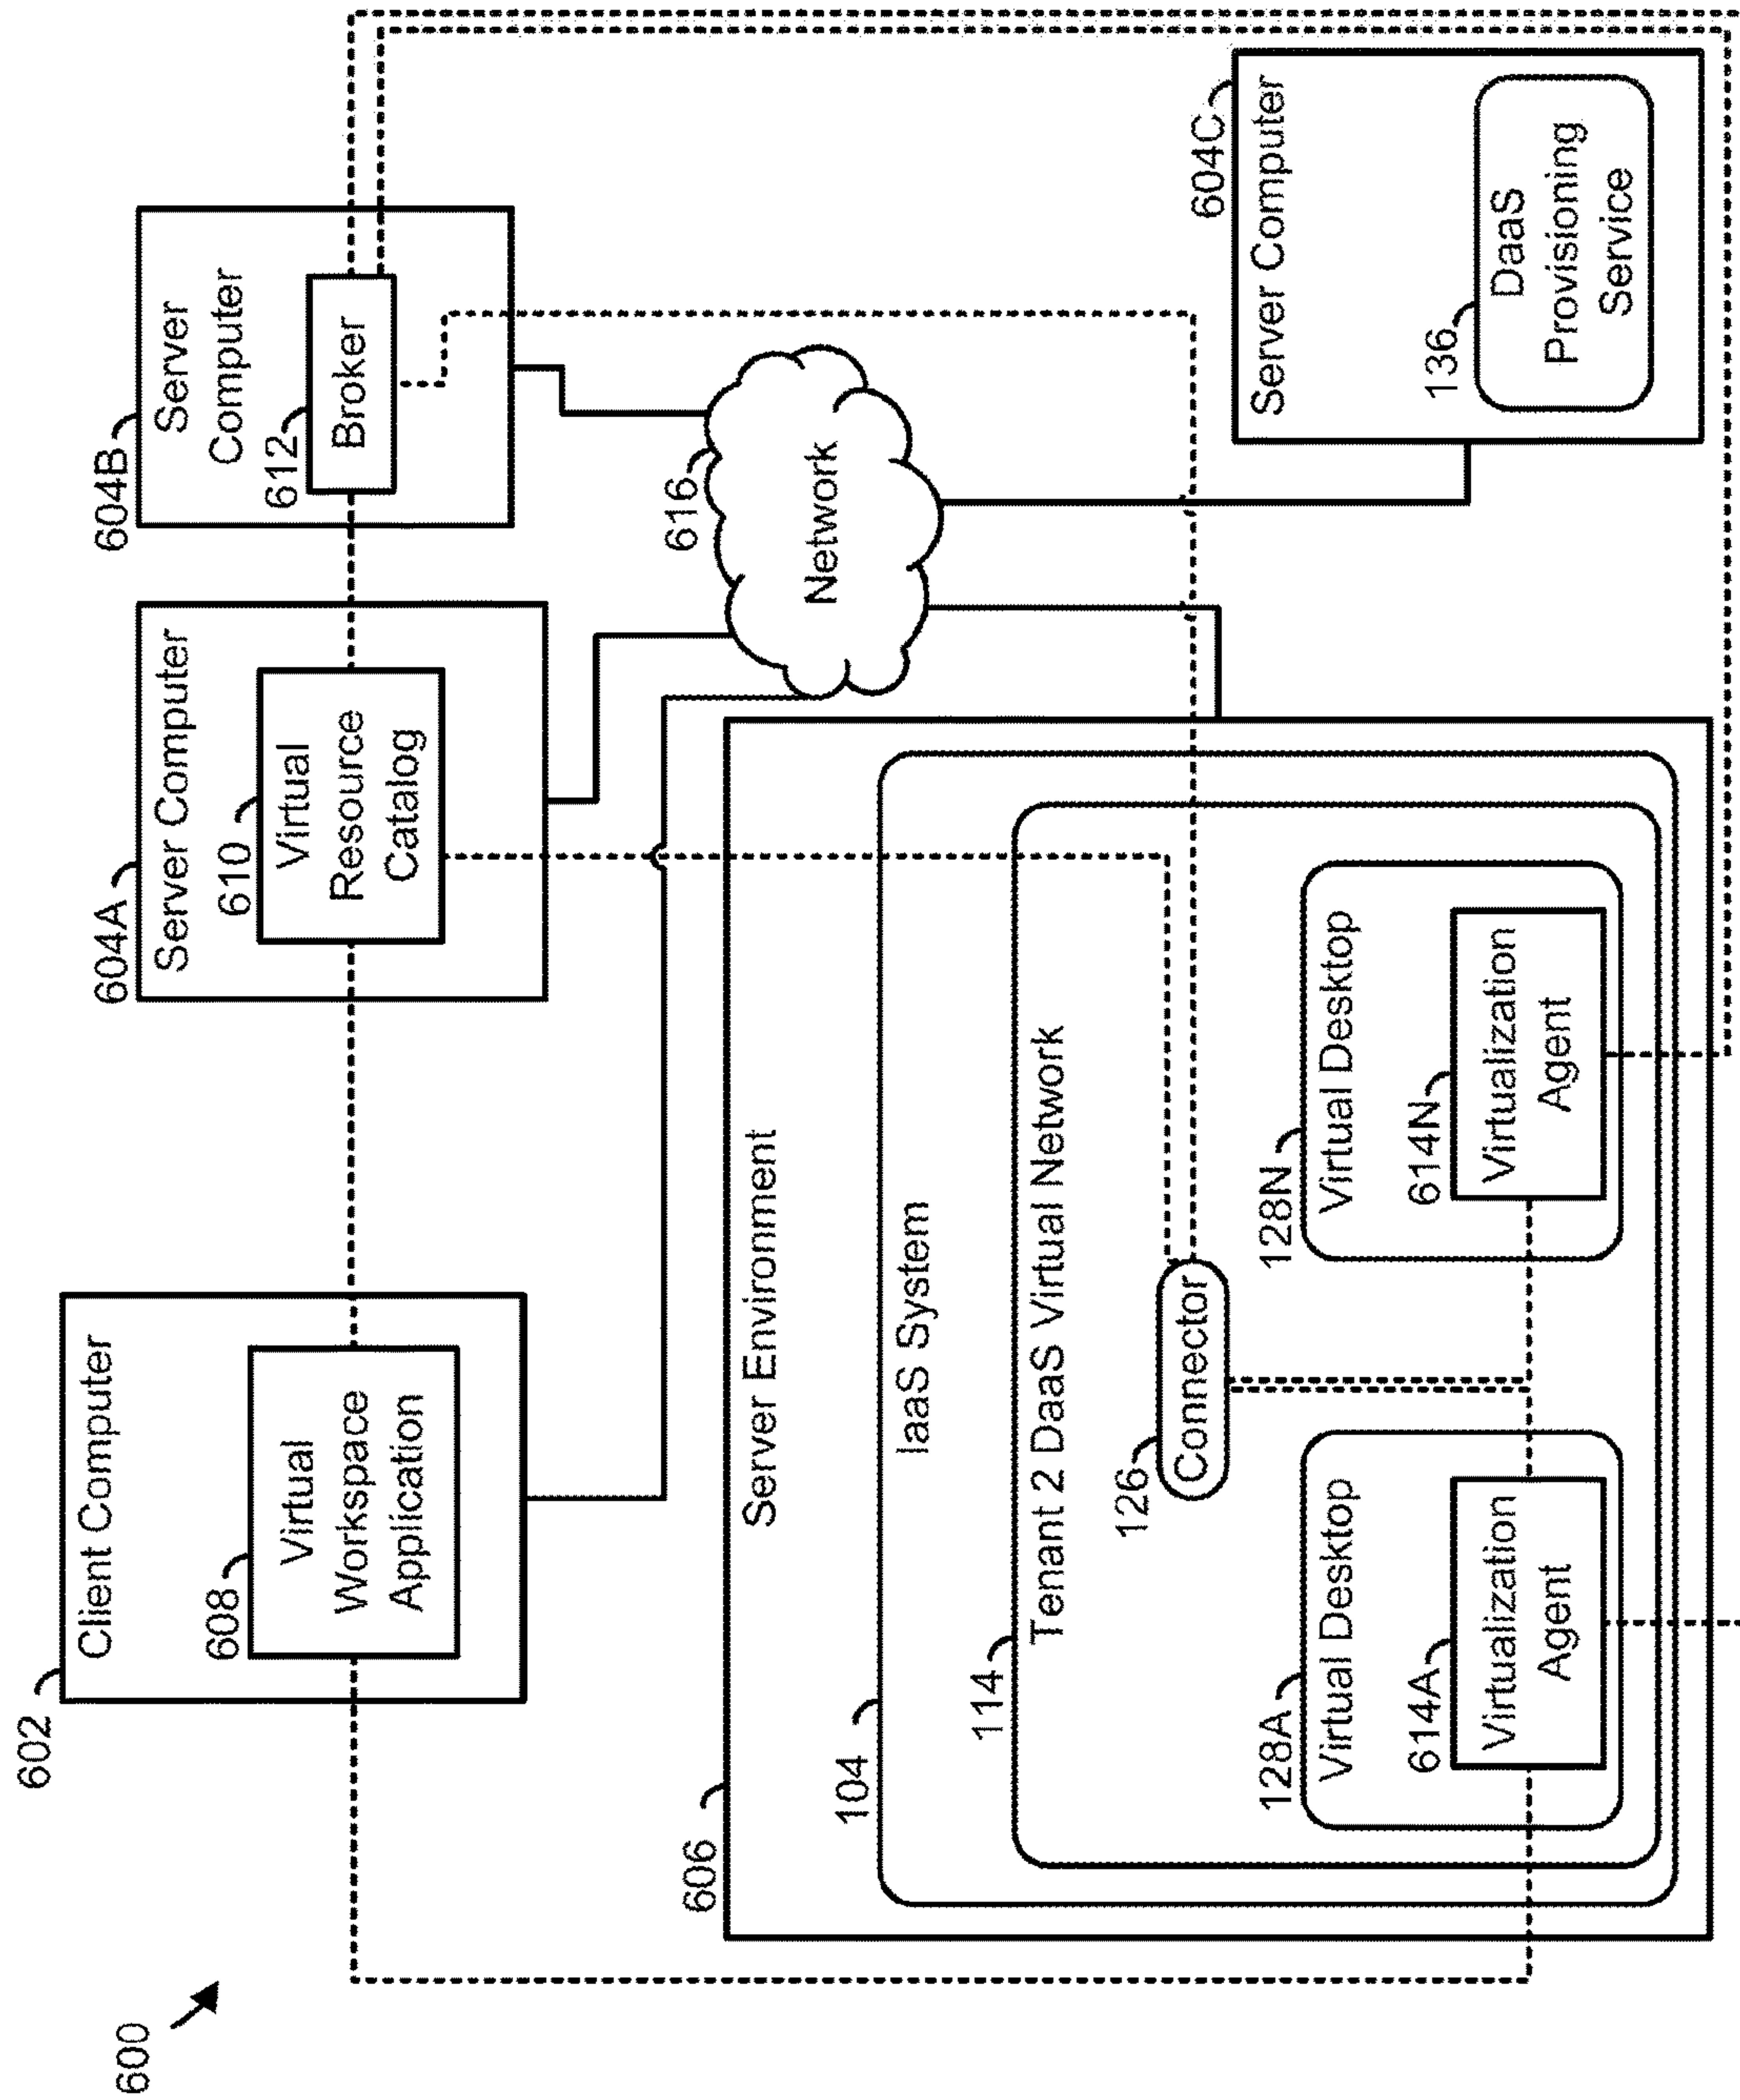 600
602
Client Computer
608
Virtual
Workspace
Application
604A
Server Computer
610
Virtual
Resource
Catalog
604B
Server
Computer
612
Broker
616
Network
606
Server Environment
104
IaaS System
114
Tenant 2 DaaS Virtual Network
126
Connector
128A
Virtual Desktop
614A
Virtualization
Agent
128N
Virtual Desktop
614N
Virtualization
Agent
604C
Server Computer
136
DaaS
Provisioning
Service